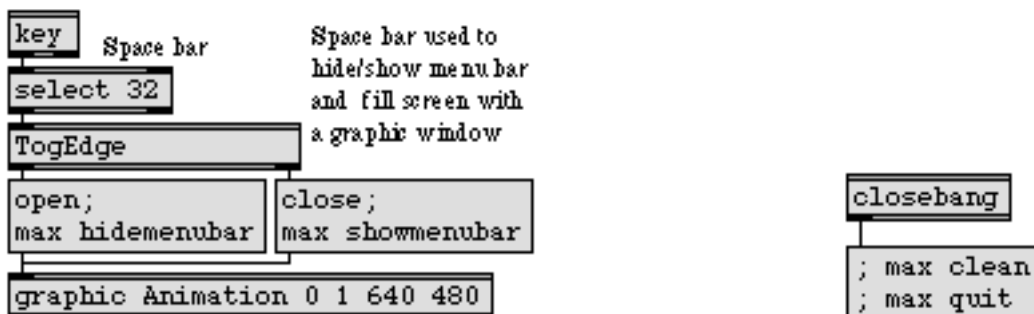 key
Space bar
Space bar used to
hide/show menu bar
and fill screen with
a graphic window
select 32
TogEdge
open;
max hidemenubar
close;
max showmenubar
graphic Animation 0 1 640 480
closebang
; max clean
; max quit